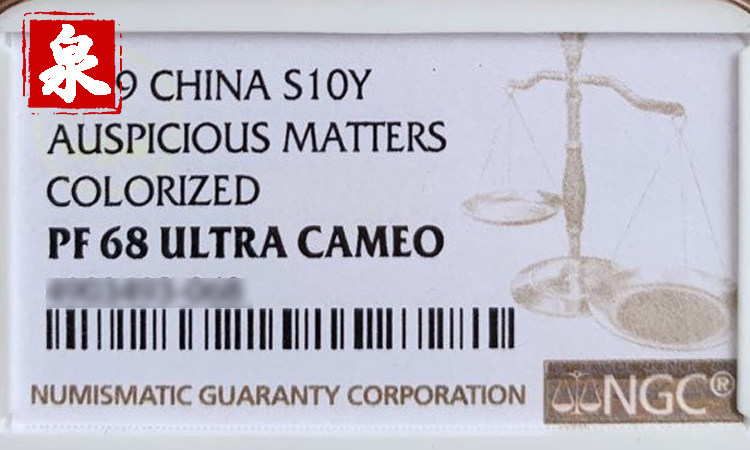 泉
9 CHINA S10Y
AUSPICIOUS MATTERS
COLORIZED
PF 68 ULTRA CAMEO
NUMISMATIC GUARANTY CORPORATION
NGC®